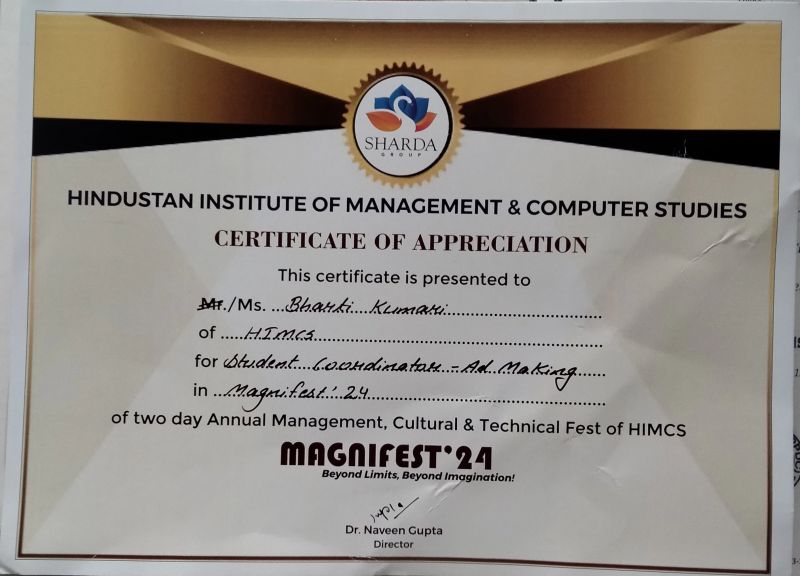 SHARDA
GROUP
HINDUSTAN INSTITUTE OF MANAGEMENT & COMPUTER STUDIES
CERTIFICATE OF APPRECIATION
This certificate is presented to
Mr./Ms. ...Bharti Kumari..............................
of .....HIMCS..............................
for Student Coordinator - Ad Making......
in ...Magnifest' 24..............................
of two day Annual Management, Cultural & Technical Fest of HIMCS
MAGNIFEST'24
Beyond Limits, Beyond Imagination!
Dr. Naveen Gupta
Director